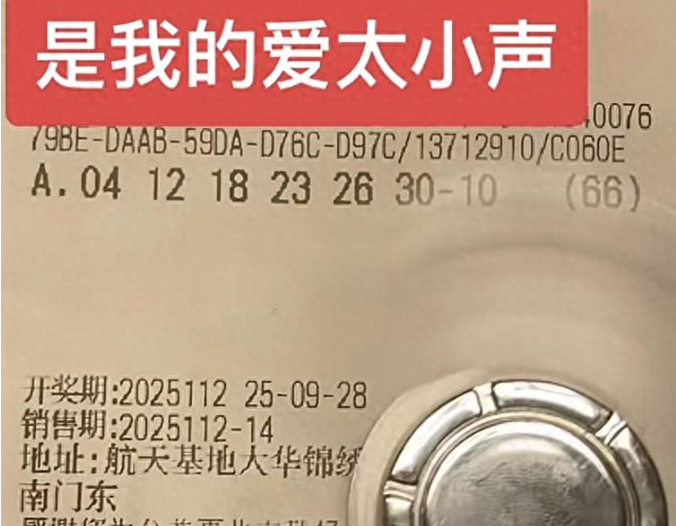 是我的爱太小声
0076
79BE-DAAB-59DA-D76C-D97C/13712910/C060E
A.04 12 18 23 26 30-10 (66)
开奖期:2025112 25-09-28
销售期:2025112-14
地址:航天基地大华锦绣
南门东